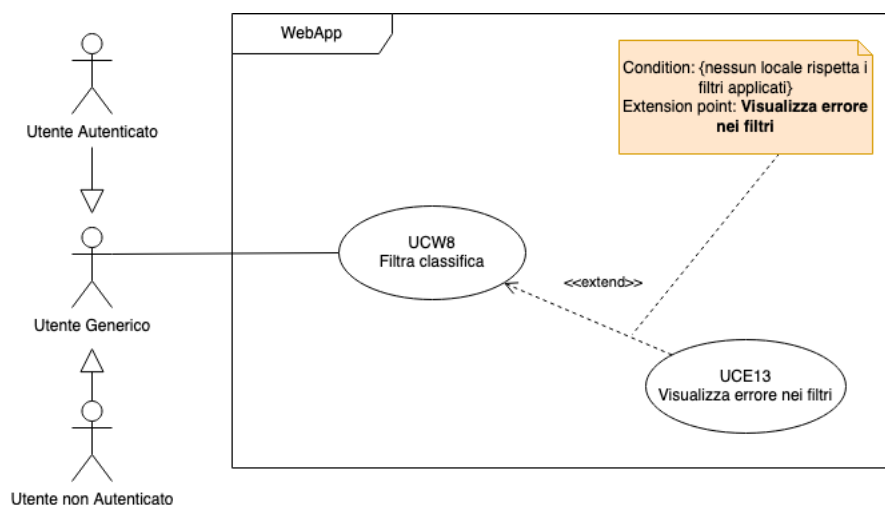 WebApp
Condition: {nessun locale rispetta i
filtri applicati}
Extension point: Visualizza errore
nei filtri
Utente Autenticato
UCW8
Filtra classifica
<<extend>>
Utente Generico
UCE13
Visualizza errore nei filtri
Utente non Autenticato